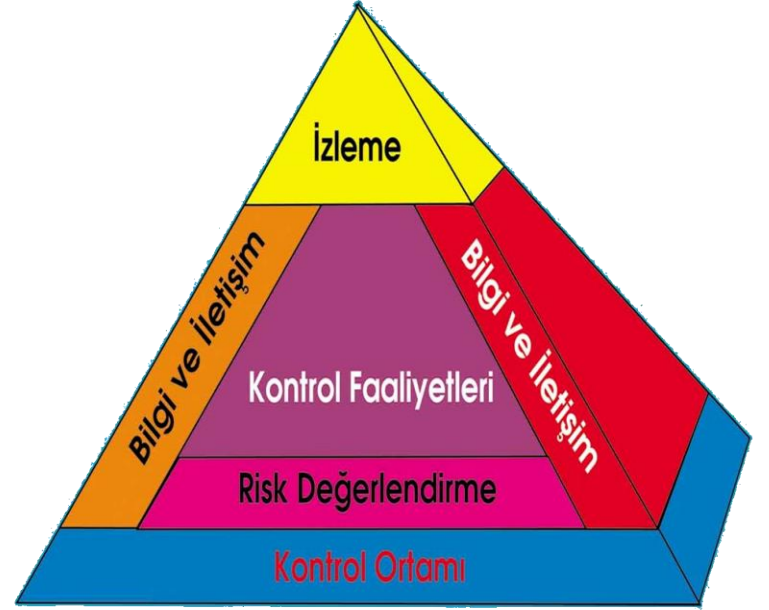 İzleme
Bilgi ve İletişim
Bilgi ve İletişim
Kontrol Faaliyetleri
Risk Değerlendirme
Kontrol Ortamı